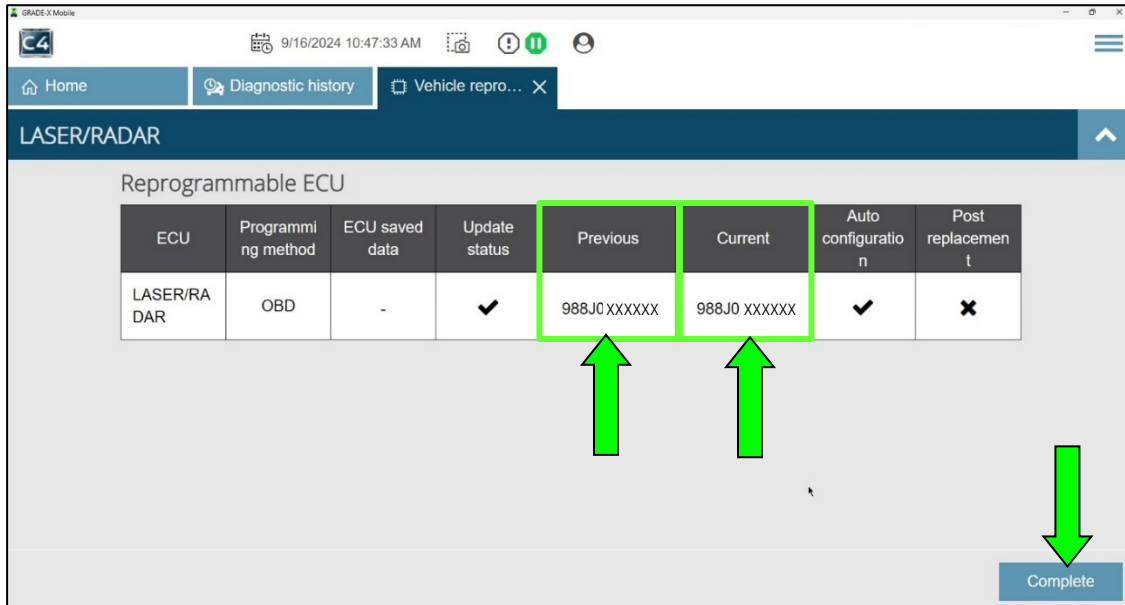 GRADE-X Mobile
C4
9/16/2024 10:47:33 AM
Home
Diagnostic history
Vehicle repro...
LASER/RADAR
Reprogrammable ECU
ECU
Programmi
ng method
ECU saved
data
Update
status
Previous
Current
Auto
configuratio
n
Post
replacemen
t
LASER/RA
DAR
OBD
-
988J0 XXXXXX
988J0 XXXXXX
Complete